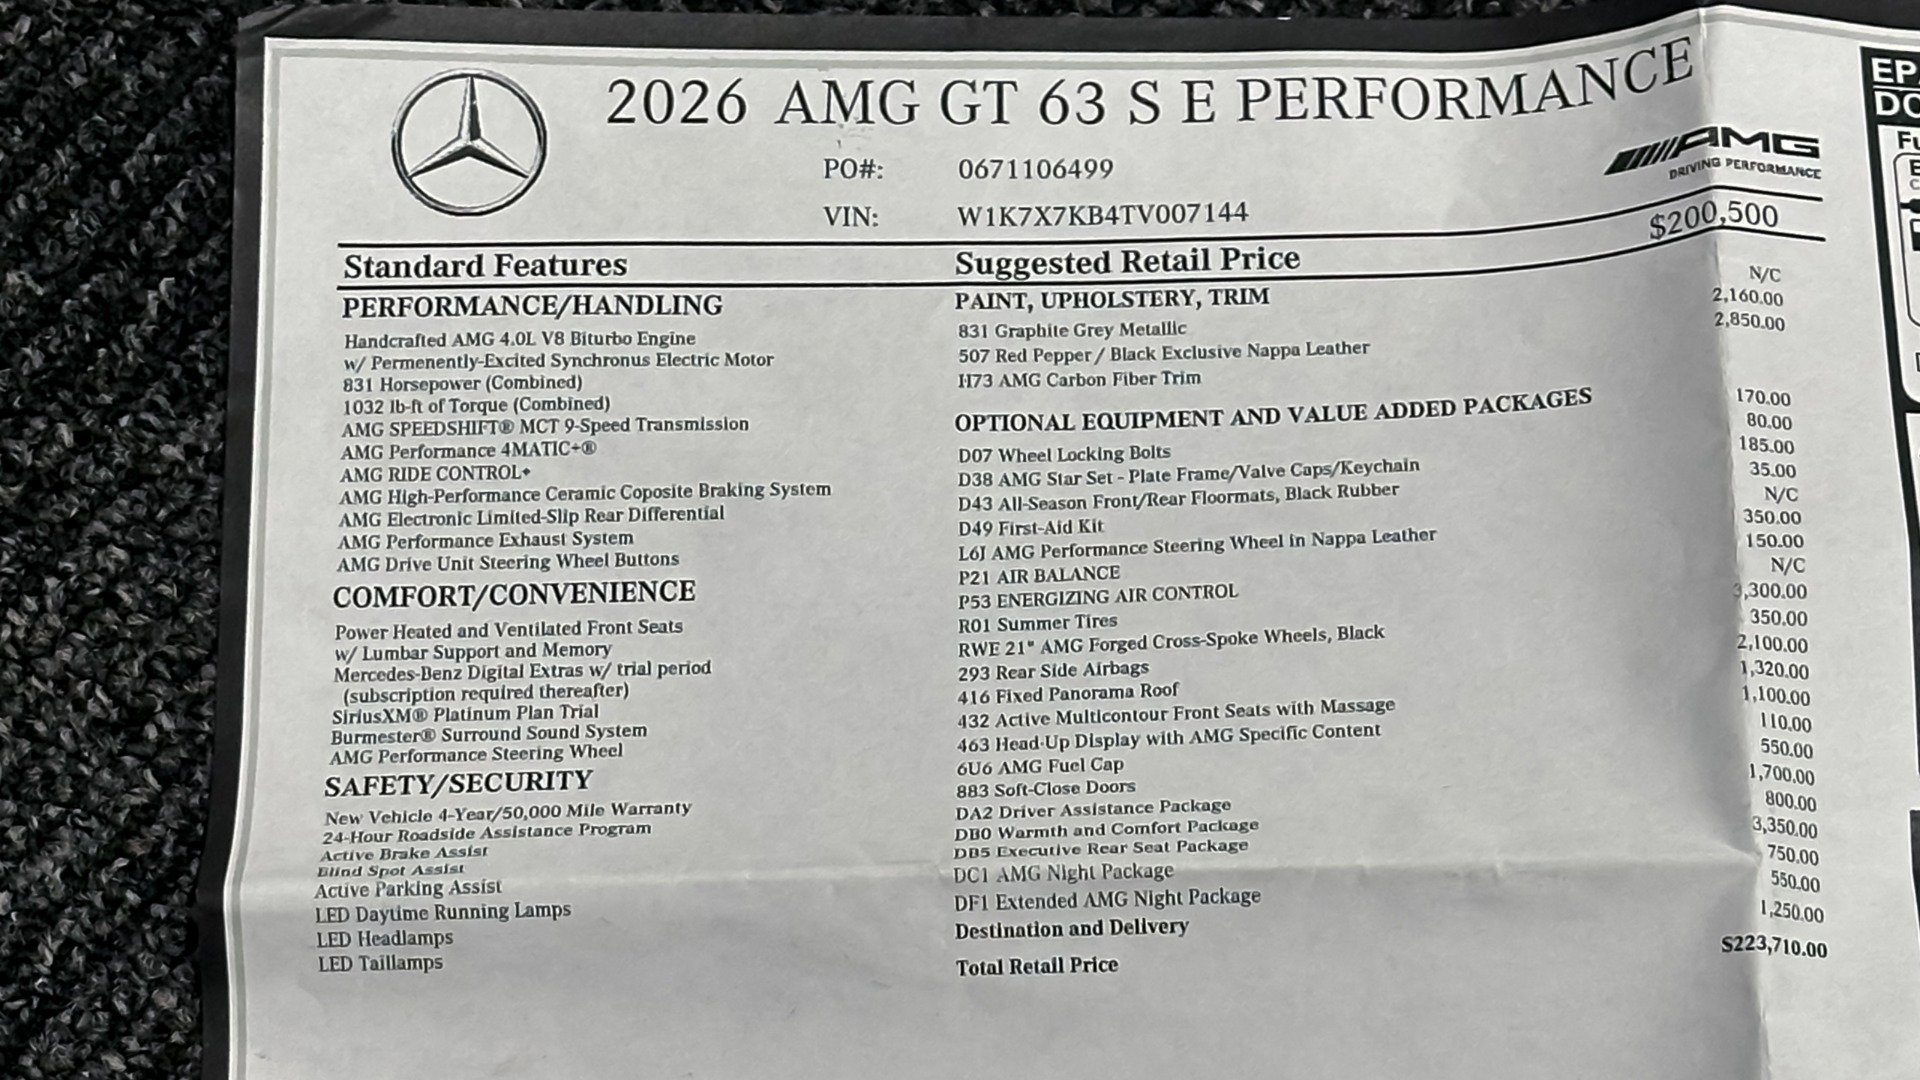 2026 AMG GT 63 S E PERFORMANCE
AMG
DRIVING PERFORMANCE
PO#: 0671106499
VIN: W1K7X7KB4TV007144
Standard Features
PERFORMANCE/HANDLING
Handcrafted AMG 4.0L V8 Biturbo Engine
w/ Permenently-Excited Synchronus Electric Motor
831 Horsepower (Combined)
1032 lb-ft of Torque (Combined)
AMG SPEEDSHIFT® MCT 9-Speed Transmission
AMG Performance 4MATIC+®
AMG RIDE CONTROL+
AMG High-Performance Ceramic Coposite Braking System
AMG Electronic Limited-Slip Rear Differential
AMG Performance Exhaust System
AMG Drive Unit Steering Wheel Buttons
COMFORT/CONVENIENCE
Power Heated and Ventilated Front Seats
w/ Lumbar Support and Memory
Mercedes-Benz Digital Extras w/ trial period
(subscription required thereafter)
SiriusXM® Platinum Plan Trial
Burmester® Surround Sound System
AMG Performance Steering Wheel
SAFETY/SECURITY
New Vehicle 4-Year/50,000 Mile Warranty
24-Hour Roadside Assistance Program
Active Brake Assist
Blind Spot Assist
Active Parking Assist
LED Daytime Running Lamps
LED Headlamps
LED Taillamps
Suggested Retail Price $200,500
PAINT, UPHOLSTERY, TRIM
831 Graphite Grey Metallic N/C
507 Red Pepper / Black Exclusive Nappa Leather 2,160.00
H73 AMG Carbon Fiber Trim 2,850.00
OPTIONAL EQUIPMENT AND VALUE ADDED PACKAGES
D07 Wheel Locking Bolts 170.00
D38 AMG Star Set - Plate Frame/Valve Caps/Keychain 80.00
D43 All-Season Front/Rear Floormats, Black Rubber 185.00
D49 First-Aid Kit 35.00
L6J AMG Performance Steering Wheel in Nappa Leather N/C
P21 AIR BALANCE 350.00
P53 ENERGIZING AIR CONTROL 150.00
R01 Summer Tires N/C
RWE 21" AMG Forged Cross-Spoke Wheels, Black 3,300.00
293 Rear Side Airbags 350.00
416 Fixed Panorama Roof 2,100.00
432 Active Multicontour Front Seats with Massage 1,320.00
463 Head-Up Display with AMG Specific Content 1,100.00
6U6 AMG Fuel Cap 110.00
883 Soft-Close Doors 550.00
DA2 Driver Assistance Package 1,700.00
DB0 Warmth and Comfort Package 800.00
DB5 Executive Rear Seat Package 3,350.00
DC1 AMG Night Package 750.00
DF1 Extended AMG Night Package 550.00
Destination and Delivery 1,250.00
Total Retail Price $223,710.00